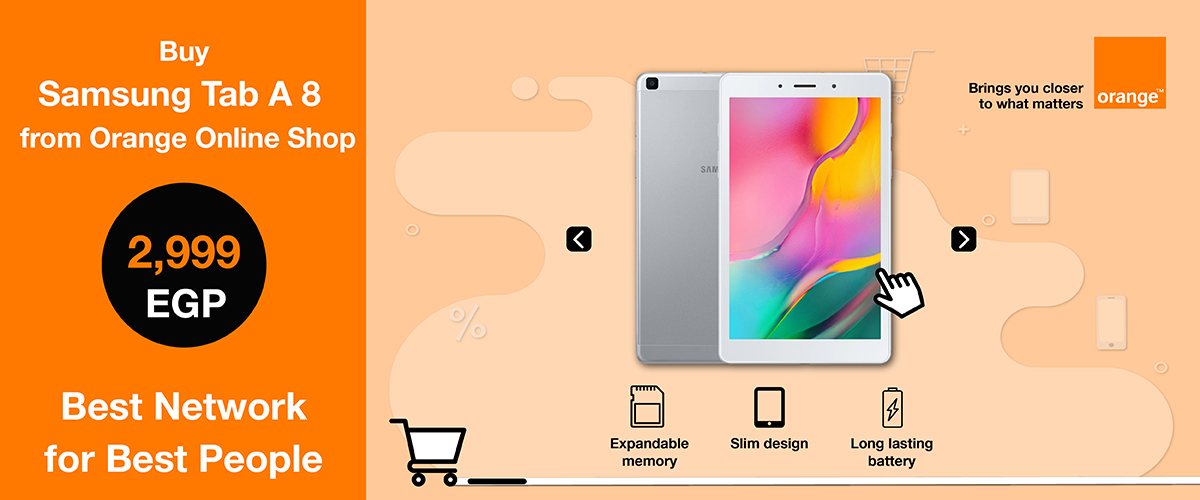 Buy
Samsung Tab A 8
from Orange Online Shop
2,999
EGP
Best Network
for Best People
Brings you closer
to what matters
orange™
SAM
%
Expandable
memory
Slim design
Long lasting
battery